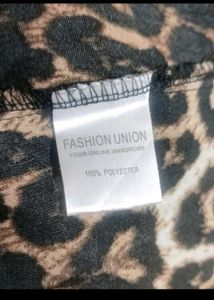 FASHION UNION
YOUR ONLINE WARDROBE
100% POLYESTER